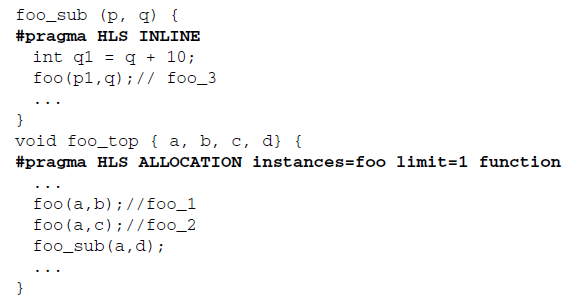 foo_sub (p, q) {
#pragma HLS INLINE
int q1 = q + 10;
foo(p1,q);// foo_3
...
}
void foo_top { a, b, c, d} {
#pragma HLS ALLOCATION instances=foo limit=1 function
...
foo(a,b);//foo_1
foo(a,c);//foo_2
foo_sub(a,d);
...
}